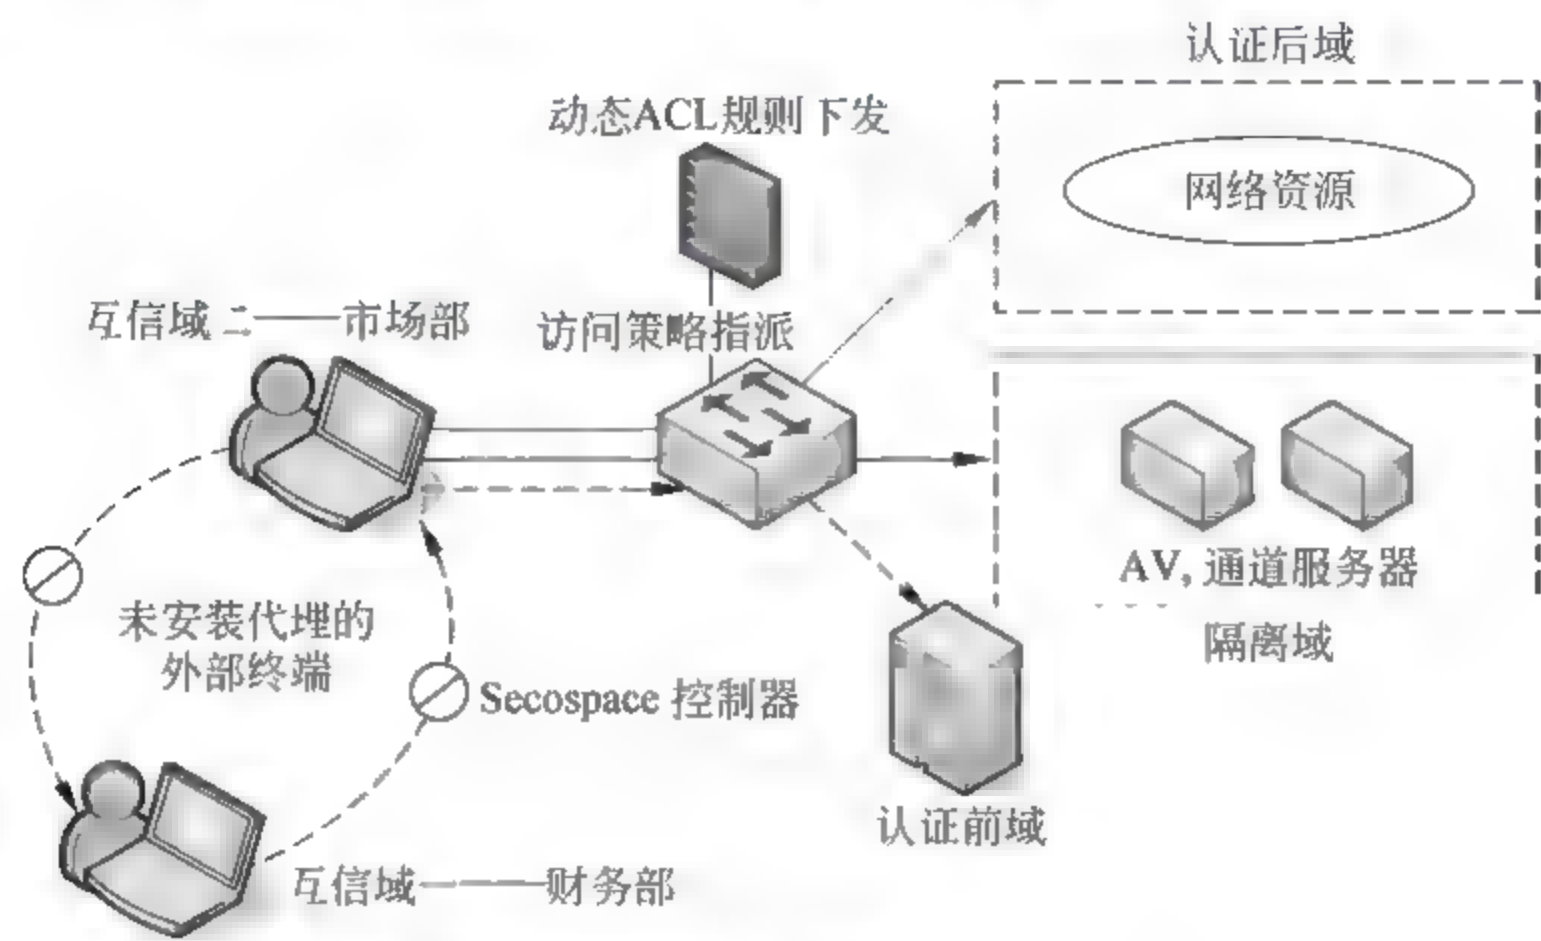 认证后域
动态ACL规则下发
网络资源
互信域二——市场部
访问策略指派
AV, 通道服务器
未安装代埋的
外部终端
隔离域
Secospace 控制器
认证前域
互信域一——财务部